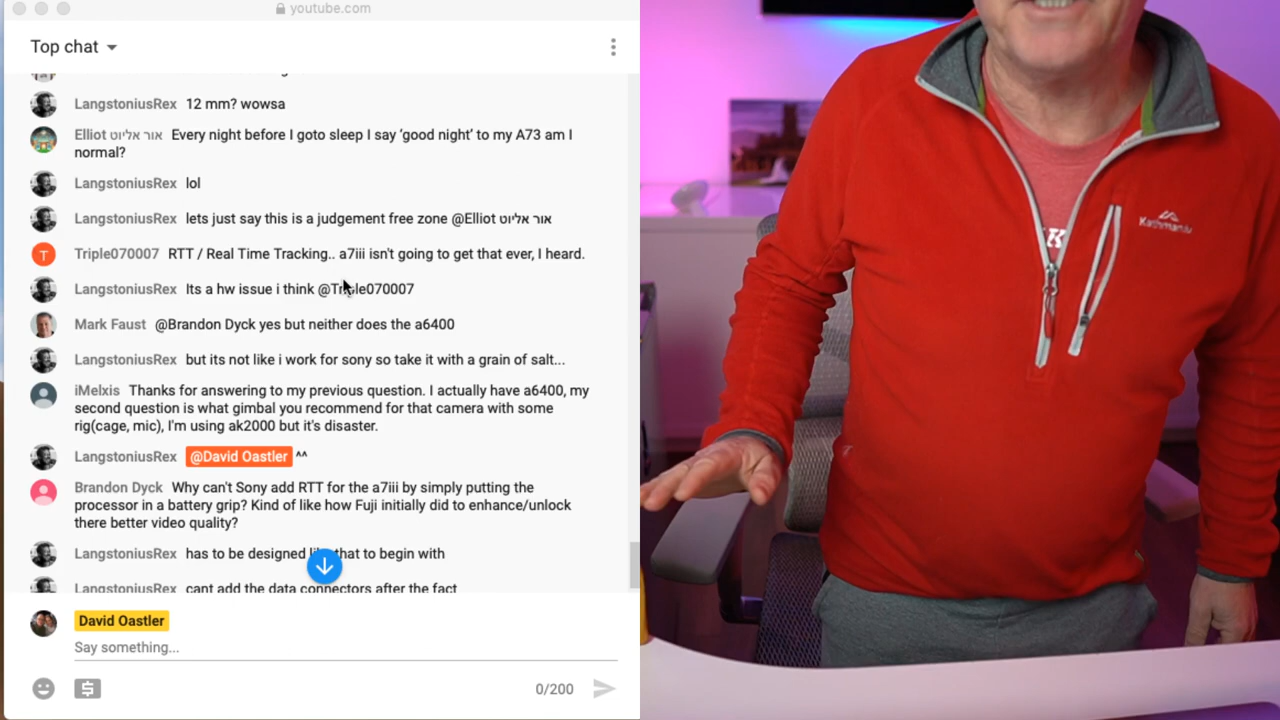 youtube.com
Top chat
LangstoniusRex 12 mm? wowsa
Elliot אור אליוט Every night before I goto sleep I say ‘good night’ to my A73 am I
normal?
LangstoniusRex lol
LangstoniusRex lets just say this is a judgement free zone @Elliot אור אליוט
T Triple070007 RTT / Real Time Tracking.. a7iii isn't going to get that ever, I heard.
LangstoniusRex Its a hw issue i think @Triple070007
Mark Faust @Brandon Dyck yes but neither does the a6400
LangstoniusRex but its not like i work for sony so take it with a grain of salt...
iMelxis Thanks for answering to my previous question. I actually have a6400, my
second question is what gimbal you recommend for that camera with some
rig(cage, mic), I'm using ak2000 but it's disaster.
LangstoniusRex @David Oastler ^^
Brandon Dyck Why can't Sony add RTT for the a7iii by simply putting the
processor in a battery grip? Kind of like how Fuji initially did to enhance/unlock
there better video quality?
LangstoniusRex has to be designed like that to begin with
LangstoniusRex cant add the data connectors after the fact
David Oastler
Say something...
0/200
Kathmandu